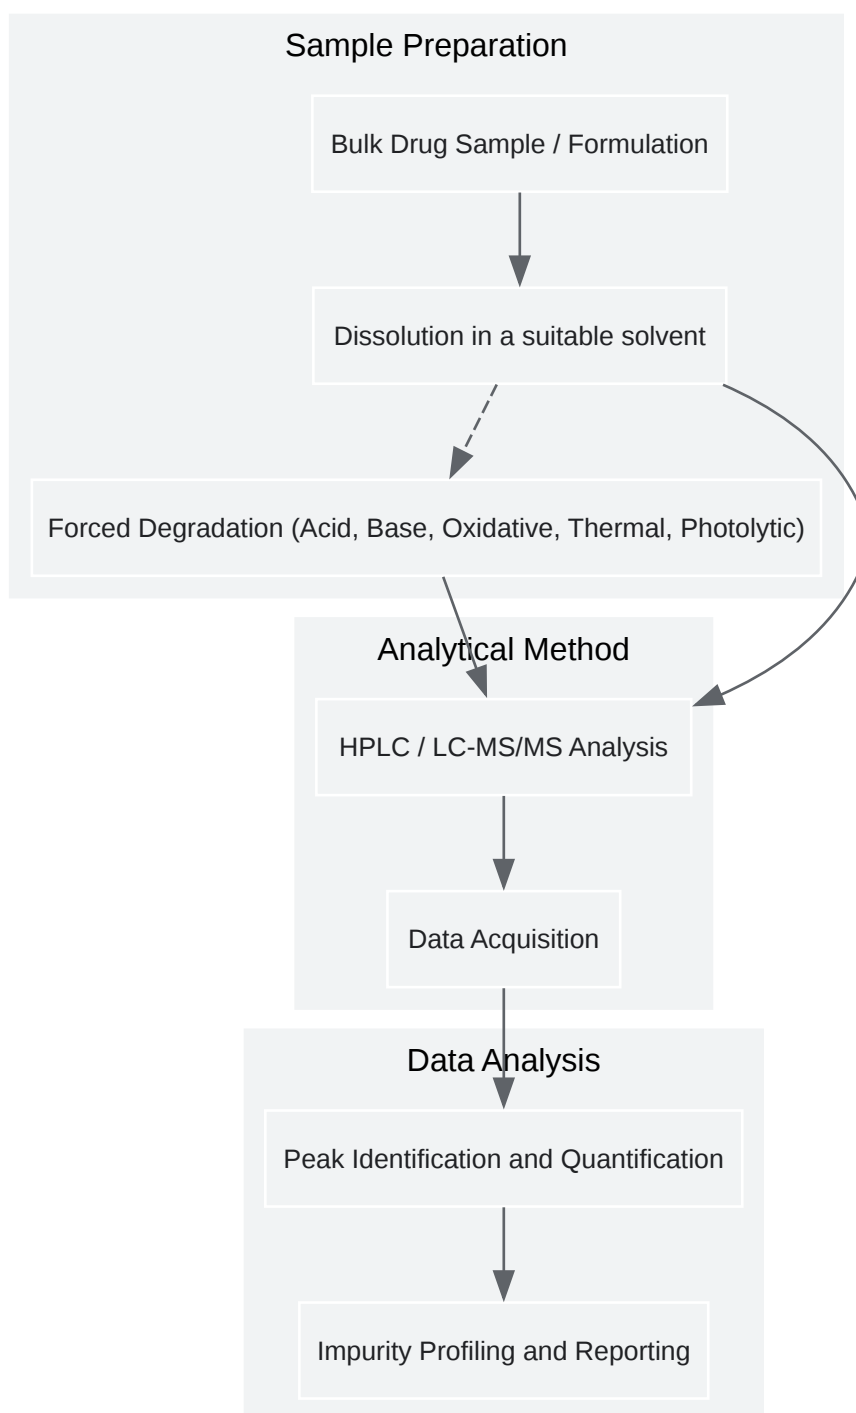 Sample Preparation
Bulk Drug Sample / Formulation
Dissolution in a suitable solvent
Forced Degradation (Acid, Base, Oxidative, Thermal, Photolytic)
Analytical Method
HPLC / LC-MS/MS Analysis
Data Acquisition
Data Analysis
Peak Identification and Quantification
Impurity Profiling and Reporting